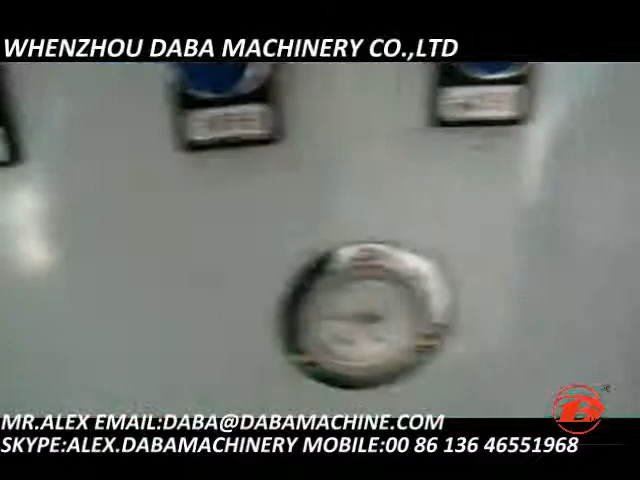 WHENZHOU DABA MACHINERY CO.,LTD
MR.ALEX EMAIL:DABA@DABAMACHINE.COM
SKYPE:ALEX.DABAMACHINERY MOBILE:00 86 136 46551968